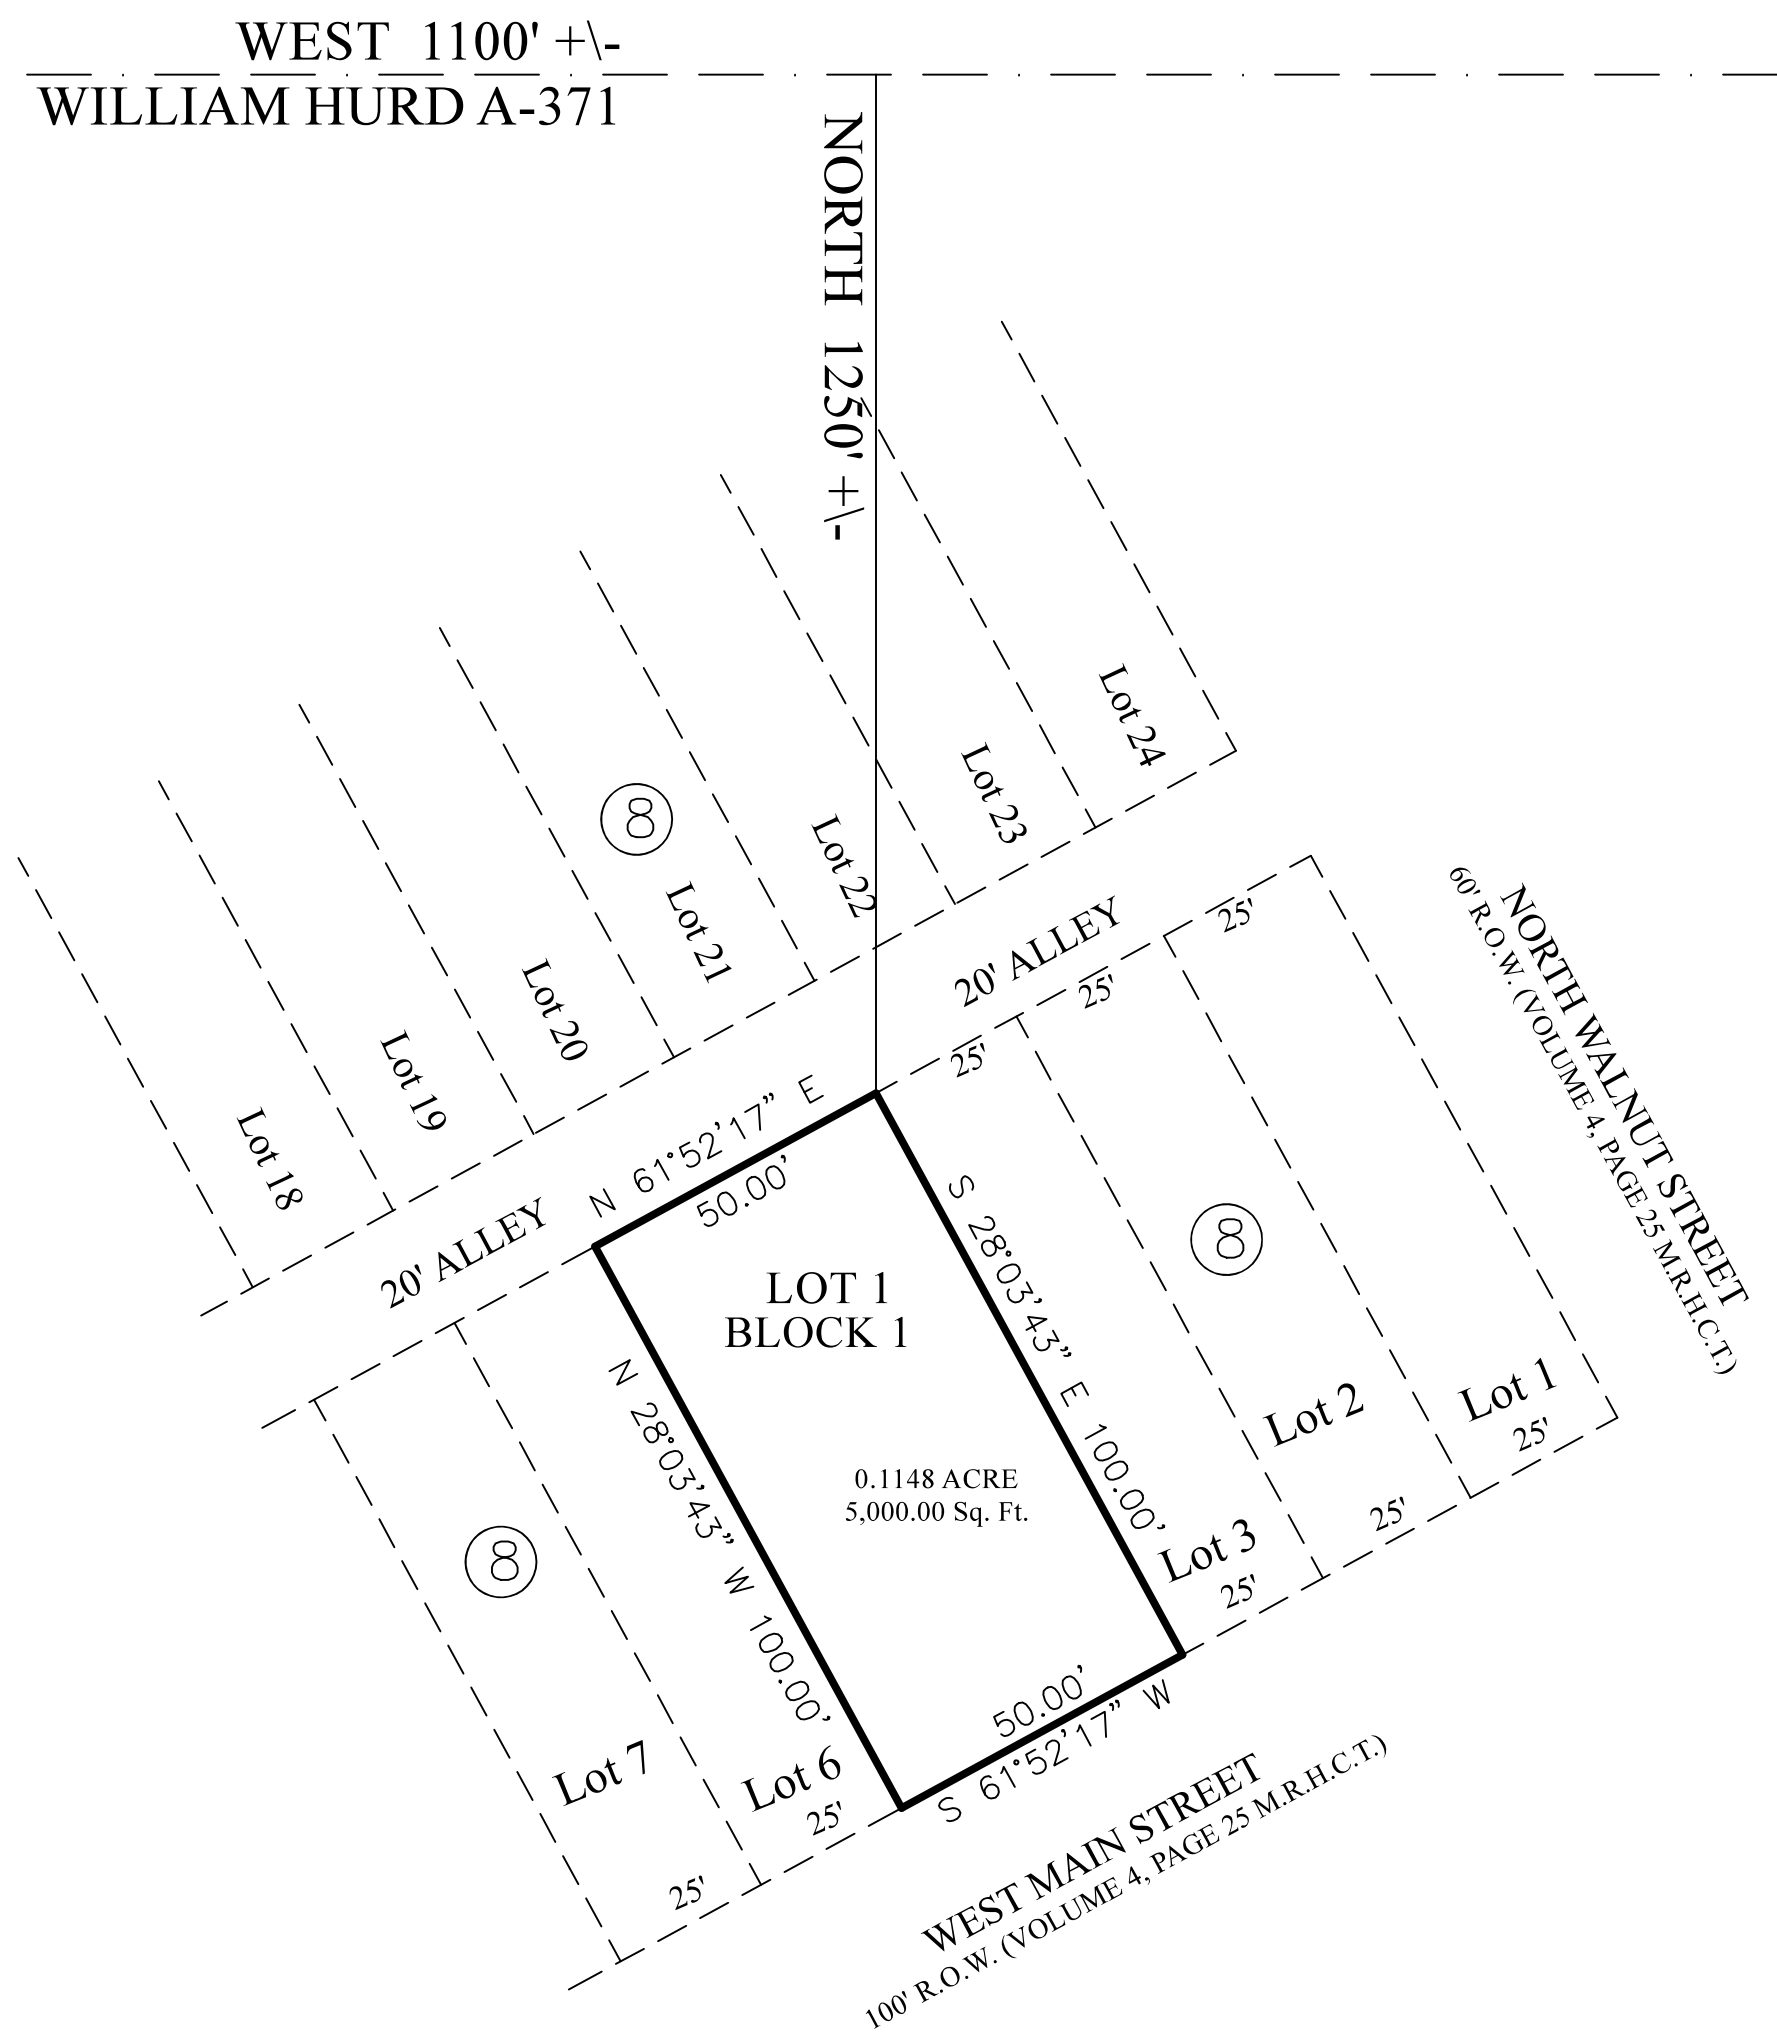 WEST 1100' +\-
WILLIAM HURD A-371
NORTH 1250' +\-
Lot 24
Lot 23
Lot 22
8
Lot 21
Lot 20
Lot 19
Lot 18
20' ALLEY
25'
25'
25'
NORTH WALNUT STREET
60' R.O.W. (VOLUME 4, PAGE 25 M.R.H.C.T.)
20' ALLEY
N 61°52'17" E
50.00'
S 28°03'43" E 100.00'
8
LOT 1
BLOCK 1
N 28°03'43" W 100.00'
0.1148 ACRE
5,000.00 Sq. Ft.
Lot 1
25'
Lot 2
25'
Lot 3
25'
8
50.00'
S 61°52'17" W
Lot 7
25'
Lot 6
25'
WEST MAIN STREET
100' R.O.W. (VOLUME 4, PAGE 25 M.R.H.C.T.)